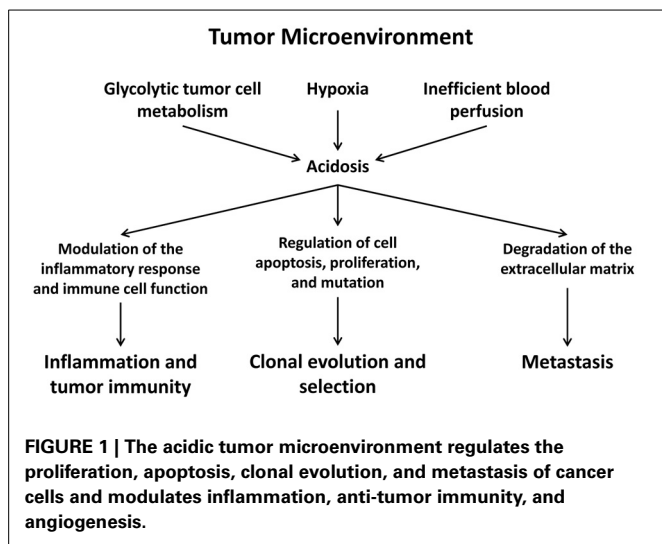 Tumor Microenvironment
Glycolytic tumor cell
metabolism
Hypoxia
Inefficient blood
perfusion
Acidosis
Modulation of the
inflammatory response
and immune cell function
Regulation of cell
apoptosis, proliferation,
and mutation
Degradation of the
extracellular matrix
Inflammation and
tumor immunity
Clonal evolution and
selection
Metastasis
FIGURE 1 | The acidic tumor microenvironment regulates the
proliferation, apoptosis, clonal evolution, and metastasis of cancer
cells and modulates inflammation, anti-tumor immunity, and
angiogenesis.